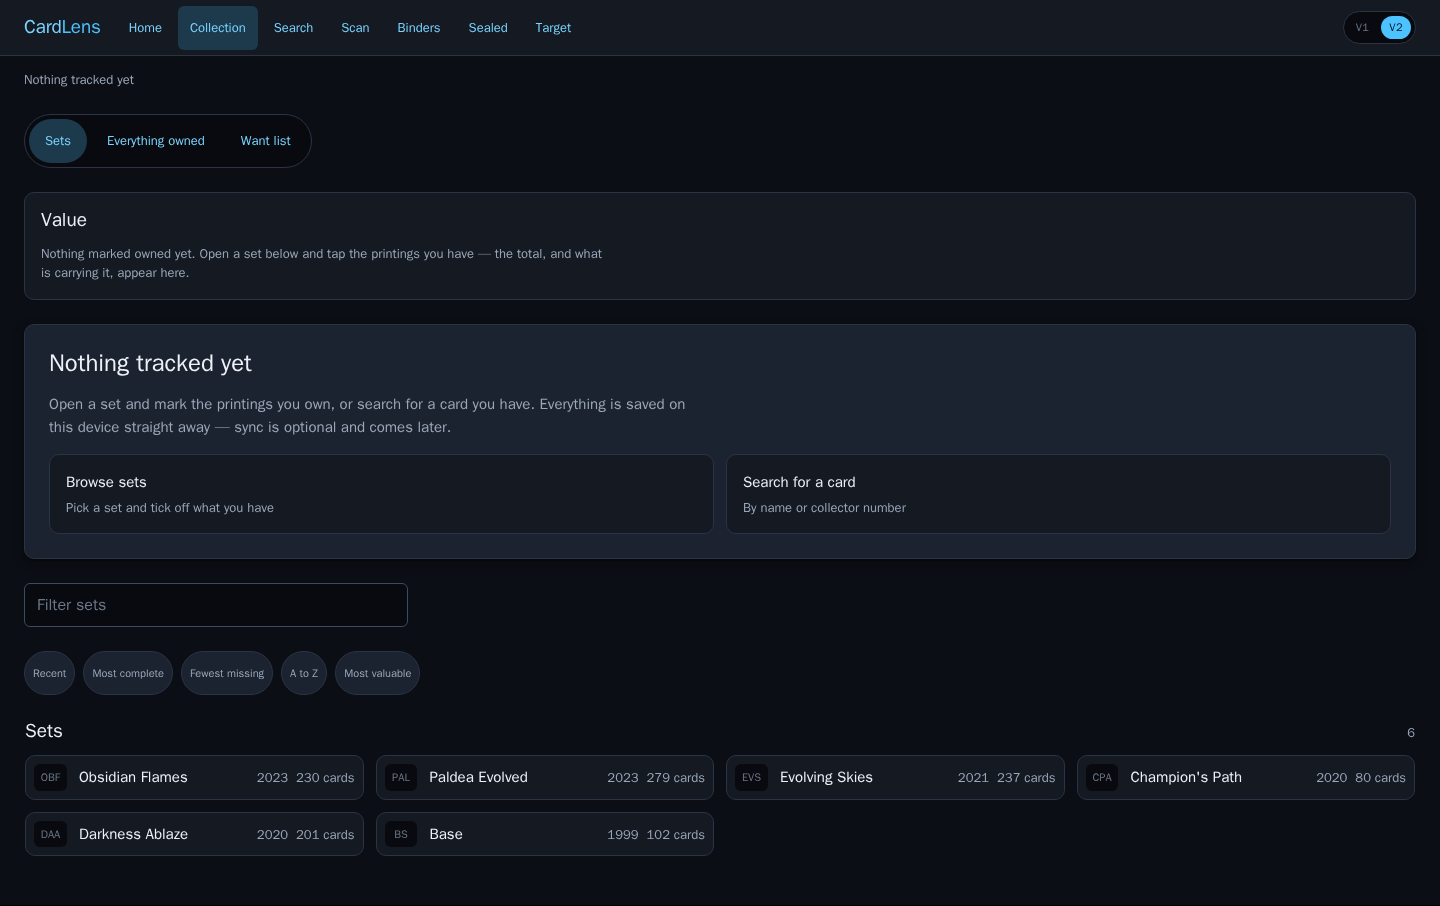 CardLens Home Collection Search Scan Binders Sealed Target V1 V2
Nothing tracked yet
Sets Everything owned Want list
Value
Nothing marked owned yet. Open a set below and tap the printings you have — the total, and what
is carrying it, appear here.
Nothing tracked yet
Open a set and mark the printings you own, or search for a card you have. Everything is saved on
this device straight away — sync is optional and comes later.
Browse sets
Pick a set and tick off what you have
Search for a card
By name or collector number
Filter sets
Recent Most complete Fewest missing A to Z Most valuable
Sets 6
OBF Obsidian Flames 2023 230 cards
PAL Paldea Evolved 2023 279 cards
EVS Evolving Skies 2021 237 cards
CPA Champion's Path 2020 80 cards
DAA Darkness Ablaze 2020 201 cards
BS Base 1999 102 cards